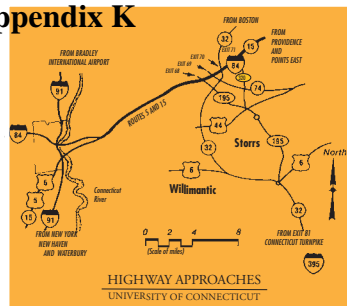 ppendix K
FROM BOSTON
32
FROM
PROVIDENCE
AND
POINTS EAST
15
EXIT 71
EXIT 70
EXIT 69
EXIT 68
84
FROM BRADLEY
INTERNATIONAL AIRPORT
91
74
195
ROUTES 5 AND 15
44
84
32
Storrs
195
North
6
6
6
Willimantic
5
Connecticut
River
15
91
32
FROM NEW YORK
NEW HAVEN
AND WATERBURY
0 2 4 8
(Scale of miles)
FROM EXIT 81
CONNECTICUT TURNPIKE
395
HIGHWAY APPROACHES
UNIVERSITY OF CONNECTICUT